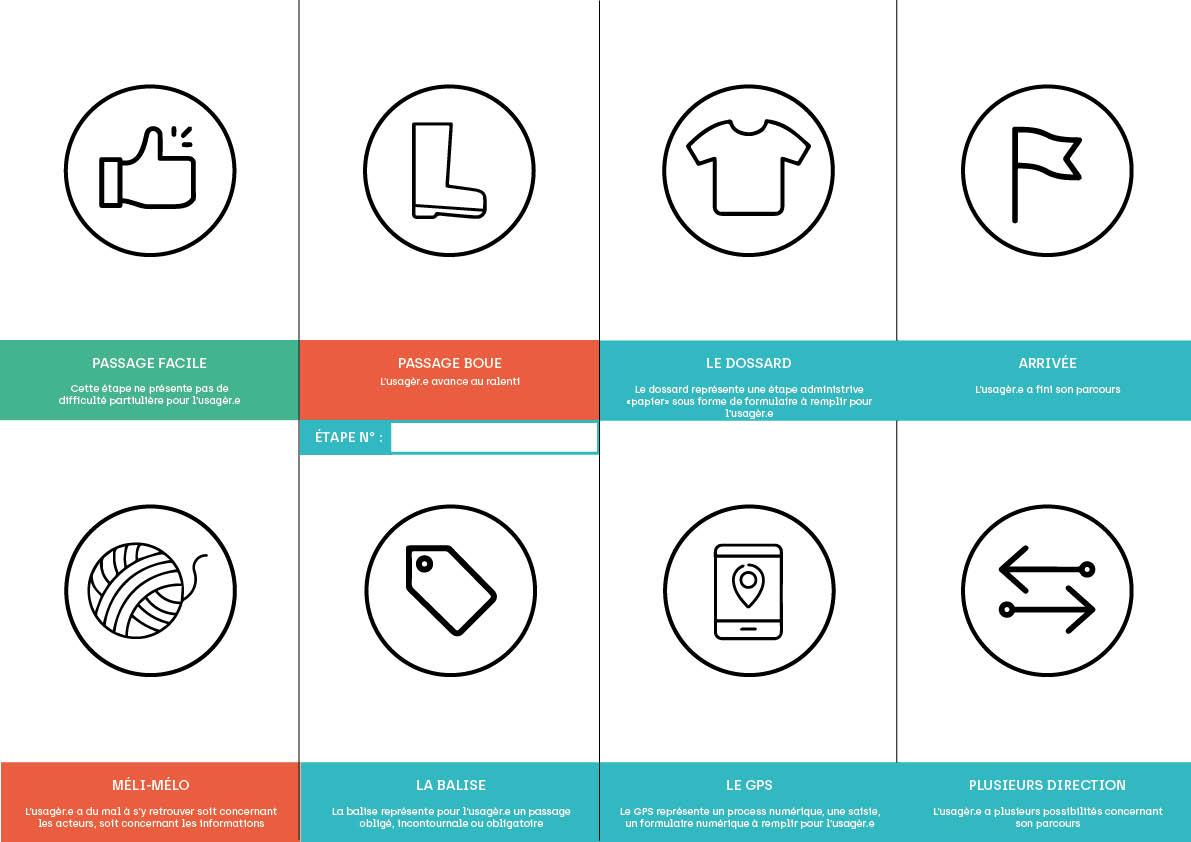 PASSAGE FACILE
Cette étape ne présente pas de
difficulté partiulière pour l'usagèr.e
PASSAGE BOUE
L'usagèr.e avance au ralenti
LE DOSSARD
Le dossard représente une étape administrive
«papier» sous forme de formulaire à remplir pour
l'usagèr.e
ARRIVÉE
L'usagèr.e a fini son parcours
ÉTAPE N° :
MÉLI-MÉLO
L'usagèr.e a du mal à s'y retrouver soit concernant
les acteurs, soit concernant les informations
LA BALISE
La balise représente pour l'usagèr.e un passage
obligé, incontournale ou obligatoire
LE GPS
Le GPS représente un process numérique, une saisie,
un formulaire numérique à remplir pour l'usagèr.e
PLUSIEURS DIRECTION
L'usagèr.e a plusieurs possibilités concernant
son parcours